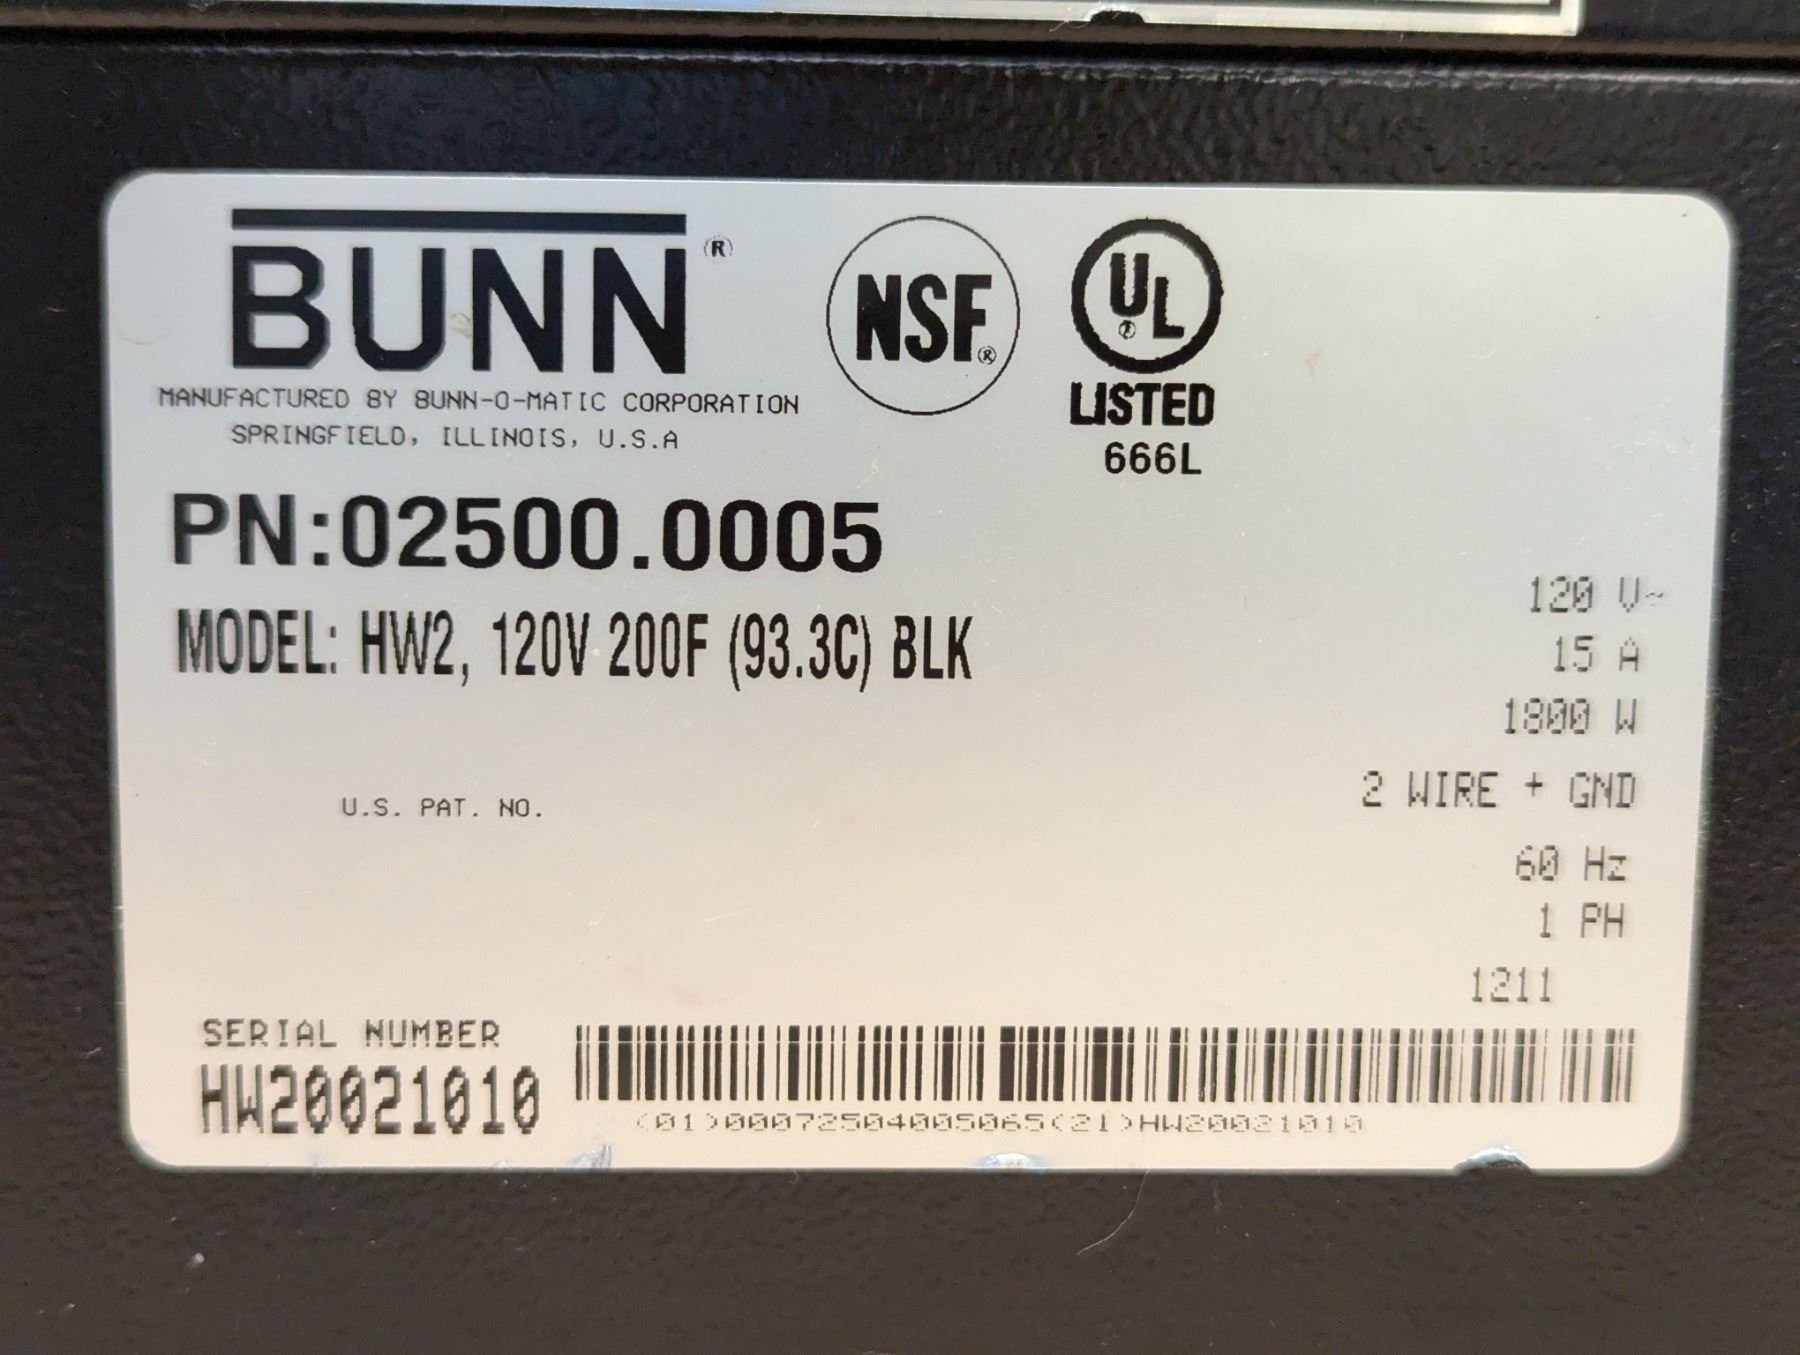 BUNN®
MANUFACTURED BY BUNN-O-MATIC CORPORATION
SPRINGFIELD, ILLINOIS, U.S.A
NSF®
UL®
LISTED
666L
PN:02500.0005
MODEL: HW2, 120V 200F (93.3C) BLK
120 V~
15 A
1800 W
2 WIRE + GND
U.S. PAT. NO.
60 Hz
1 PH
1211
SERIAL NUMBER
HW20021010
(01)00072504005065(21)HW20021010